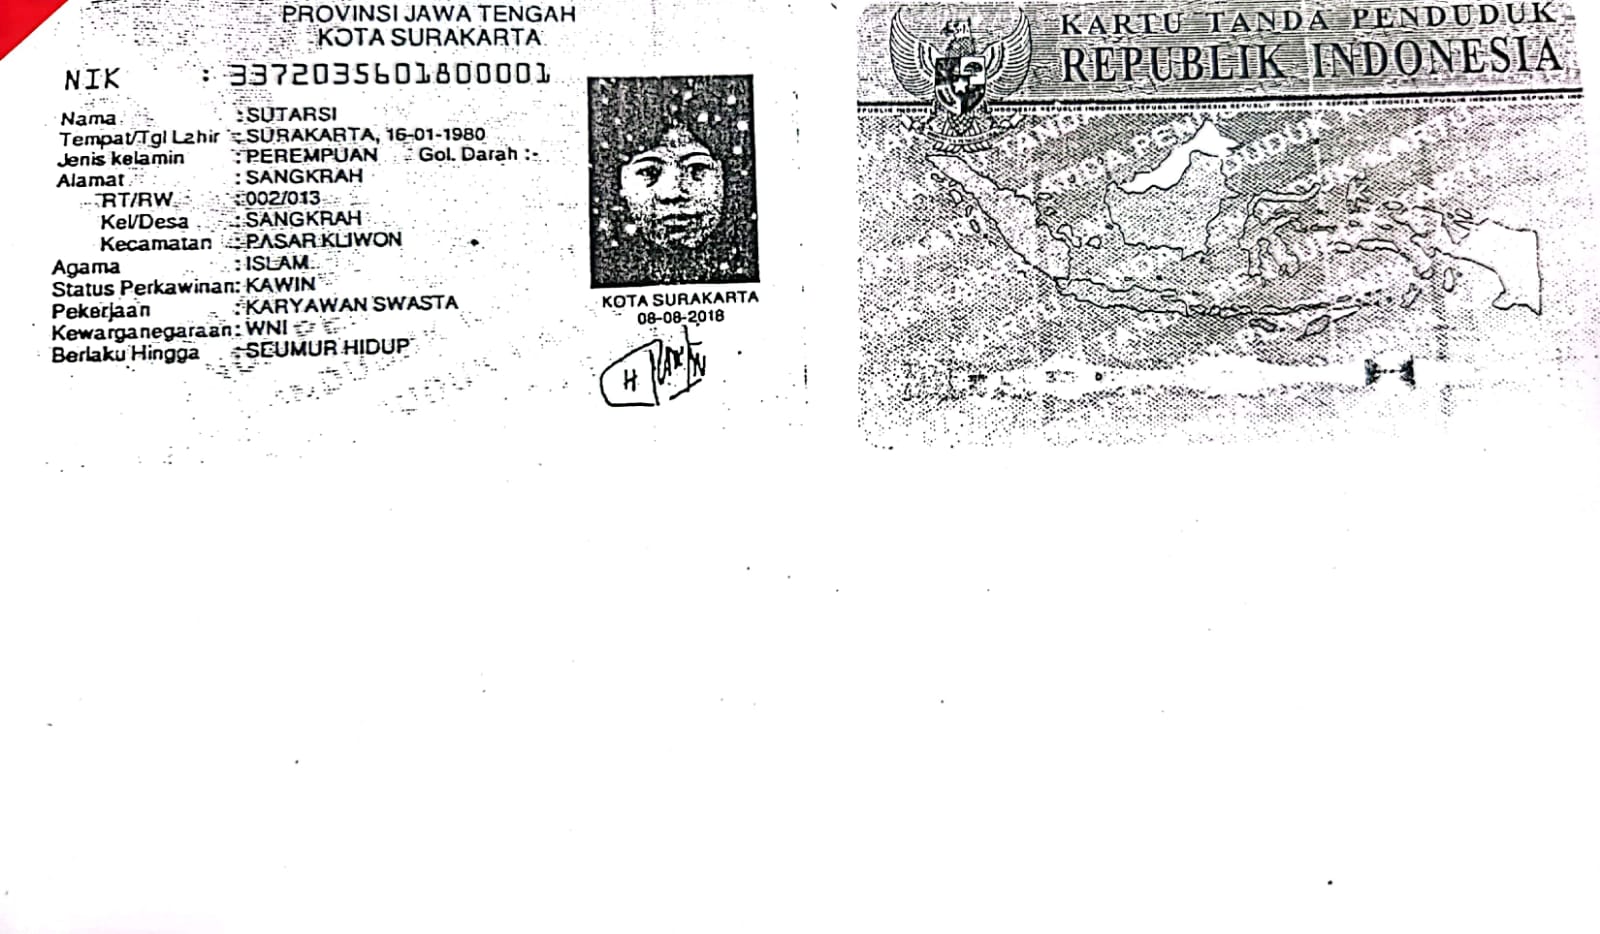 PROVINSI JAWA TENGAH
KOTA SURAKARTA
NIK : 3372035601800001
Nama : SUTARSI
Tempat/Tgl Lahir : SURAKARTA, 16-01-1980
Jenis kelamin : PEREMPUAN Gol. Darah :-
Alamat : SANGKRAH
RT/RW : 002/013
Kel/Desa : SANGKRAH
Kecamatan : PASAR KLIWON
Agama : ISLAM
Status Perkawinan: KAWIN
Pekerjaan : KARYAWAN SWASTA
Kewarganegaraan: WNI
Berlaku Hingga : SEUMUR HIDUP
KOTA SURAKARTA
08-08-2018
KARTU TANDA PENDUDUK
REPUBLIK INDONESIA